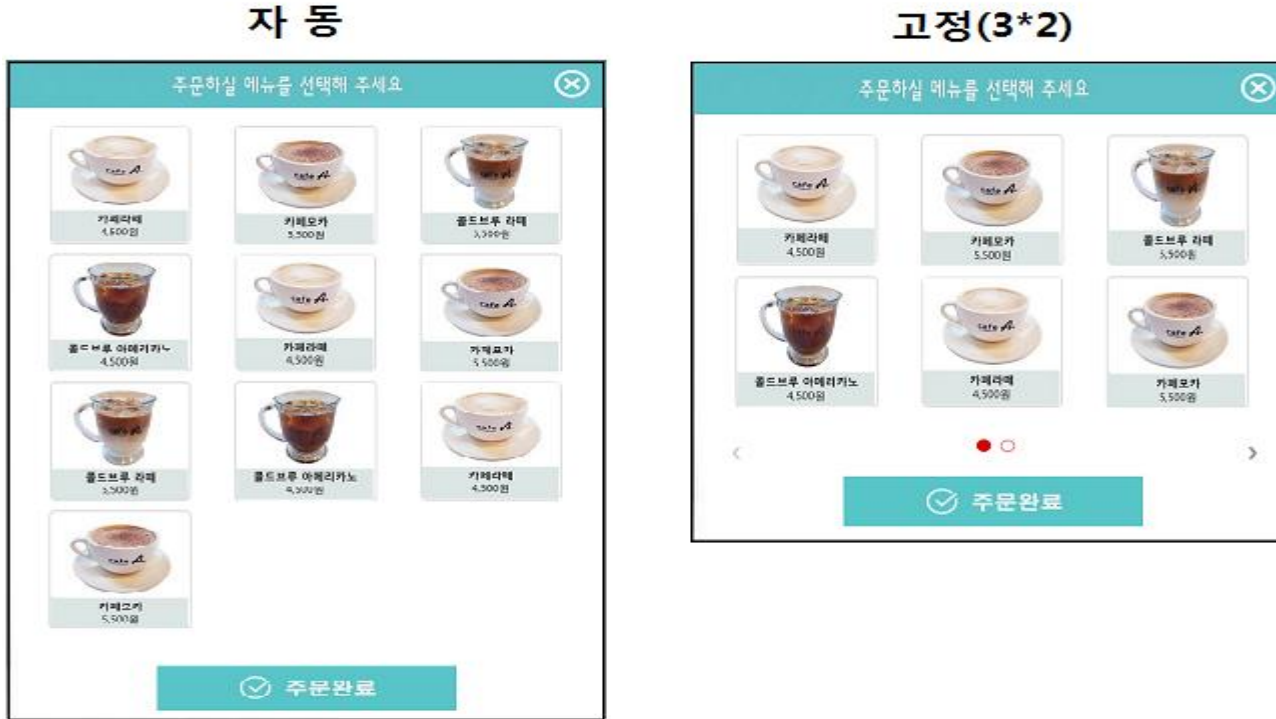 자 동
주문하실 메뉴를 선택해 주세요
카페라떼
4,500원
카페모카
5,500원
콜드브루 라떼
5,500원
콜드브루 아메리카노
4,500원
카페라떼
4,500원
카페모카
5,500원
콜드브루 라떼
5,500원
콜드브루 아메리카노
4,500원
카페라떼
4,500원
카페모카
5,500원
주문완료
고정(3*2)
주문하실 메뉴를 선택해 주세요
카페라떼
4,500원
카페모카
5,500원
콜드브루 라떼
5,500원
콜드브루 아메리카노
4,500원
카페라떼
4,500원
카페모카
5,500원
주문완료